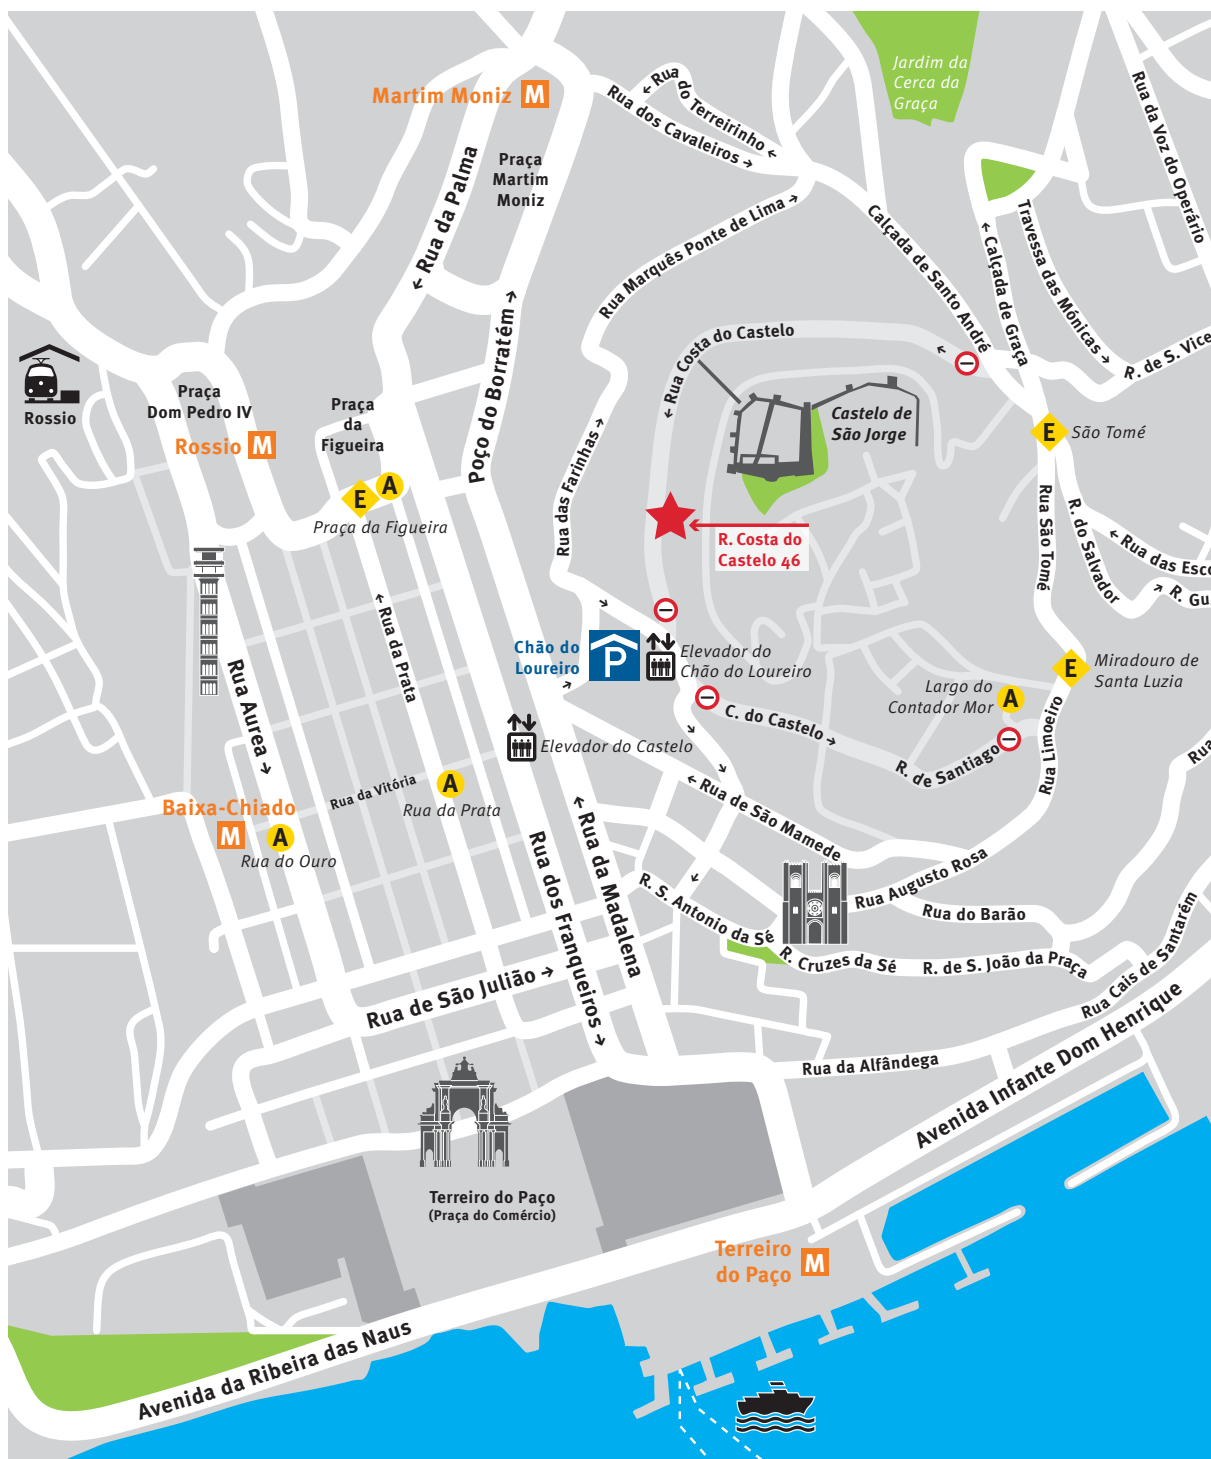 Jardim da
Cerca da
Graça
Martim Moniz M
Rua
do Terreirinho
Rua dos Cavaleiros
Rua da Voz do Operário
Praça
Martim
Moniz
Rua da Palma
Rua Marquês Ponte de Lima
Calçada de Santo André
Calçada de Graça
Travessa das Mónicas
R. de S. Vice
Poço do Borratém
Rua Costa do Castelo
Rossio
Praça
Dom Pedro IV
Rossio M
Praça
da
Figueira
Castelo de
São Jorge
E São Tomé
E A
Praça da Figueira
Rua das Farinhas
R. Costa do
Castelo 46
Rua São Tomé
R. do Salvador
Rua das Esco
R. Gu
Rua da Prata
Chão do
Loureiro
P
Elevador do
Chão do Loureiro
Largo do
Contador Mor
A
E
Miradouro de
Santa Luzia
Rua Aurea
C. do Castelo
R. de Santiago
Rua Limoeiro
Rua
Elevador do Castelo
Rua da Vitória
A
Rua da Prata
Baixa-Chiado
M
A
Rua do Ouro
Rua de São Mamede
Rua da Madalena
Rua dos Franqueiros
R. S. Antonio da Sé
Rua Augusto Rosa
Rua do Barão
R. Cruzes da Sé
R. de S. João da Praça
Rua Cais de Santarém
Rua de São Julião
Rua da Alfândega
Avenida Infante Dom Henrique
Terreiro do Paço
(Praça do Comércio)
Terreiro
do Paço
M
Avenida da Ribeira das Naus